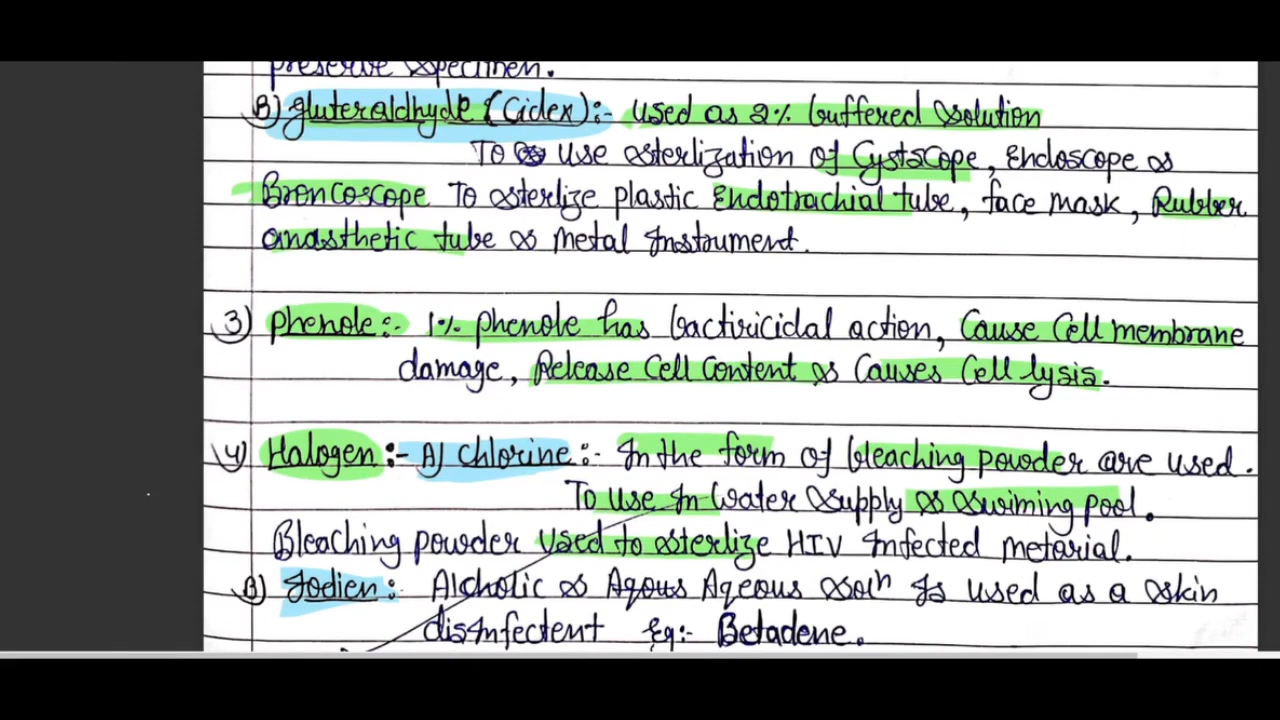 preserve specimen.
B) gluteraldhyde (Cidex):- used as 2% buffered solution
To use sterlization of Cystscope, Endoscope &
Broncoscope To sterlize plastic Endotrachial tube, face mask, Rubber
anasthetic tube & metal Instrument.
3) Phenole:- 1% phenole has bactiricidal action, Cause Cell membrane
damage, Release Cell Content & Causes Cell lysis.
4) Halogen:- A) Chlorine:- In the form of bleaching powder are used.
To use In water supply & swiming pool.
Bleaching powder used to sterlize HIV Infected metarial.
B) Iodien:- Alcholic & Aqous Aqeous Soln Is used as a skin
disInfectent Eg:- Betadene.